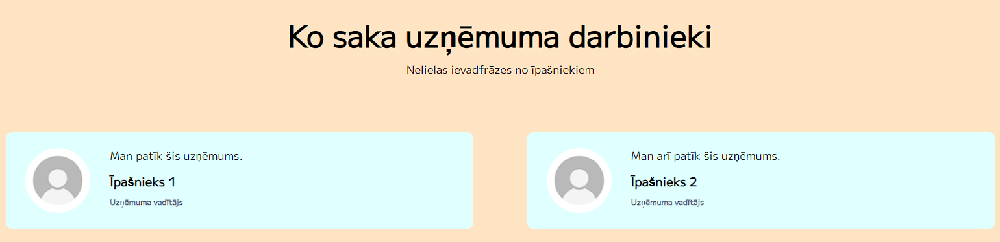 Ko saka uzņēmuma darbinieki
Nelielas ievadfrāzes no īpašniekiem
Man patīk šis uzņēmums.
Īpašnieks 1
Uzņēmuma vadītājs
Man arī patīk šis uzņēmums.
Īpašnieks 2
Uzņēmuma vadītājs